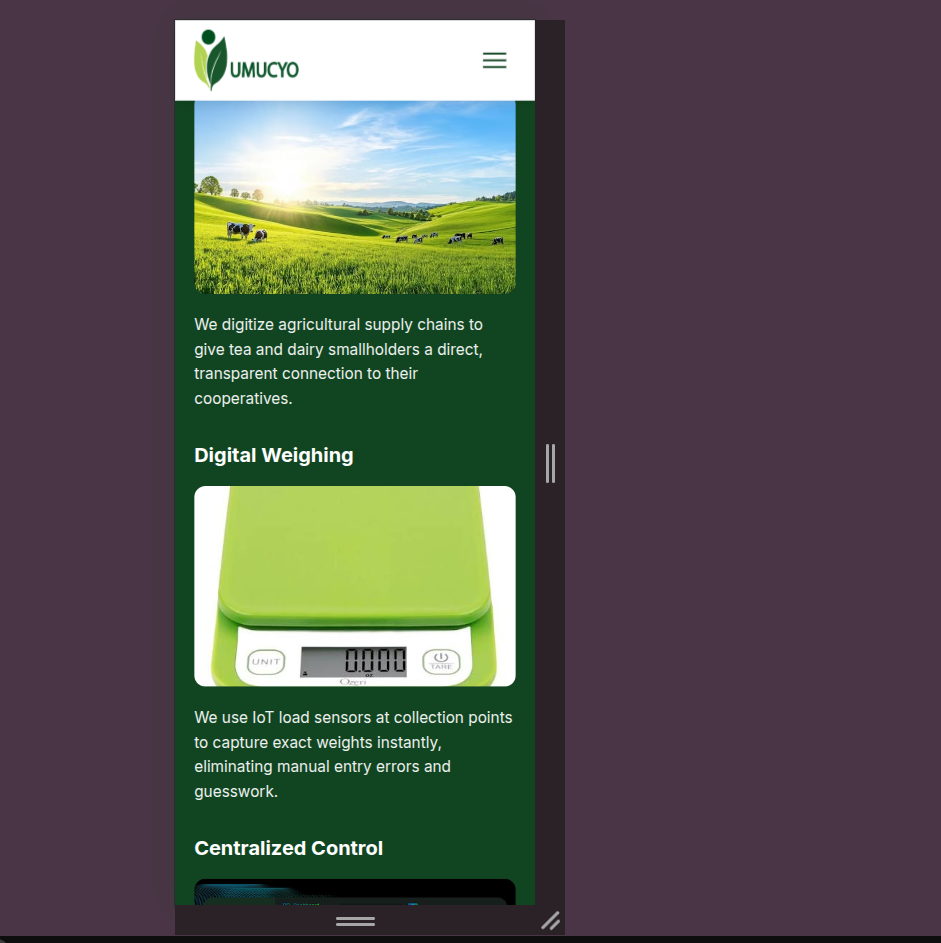 UMUCYO
We digitize agricultural supply chains to
give tea and dairy smallholders a direct,
transparent connection to their
cooperatives.
Digital Weighing
UNIT
0.000
oz
TARE
Ozeri
We use IoT load sensors at collection points
to capture exact weights instantly,
eliminating manual entry errors and
guesswork.
Centralized Control